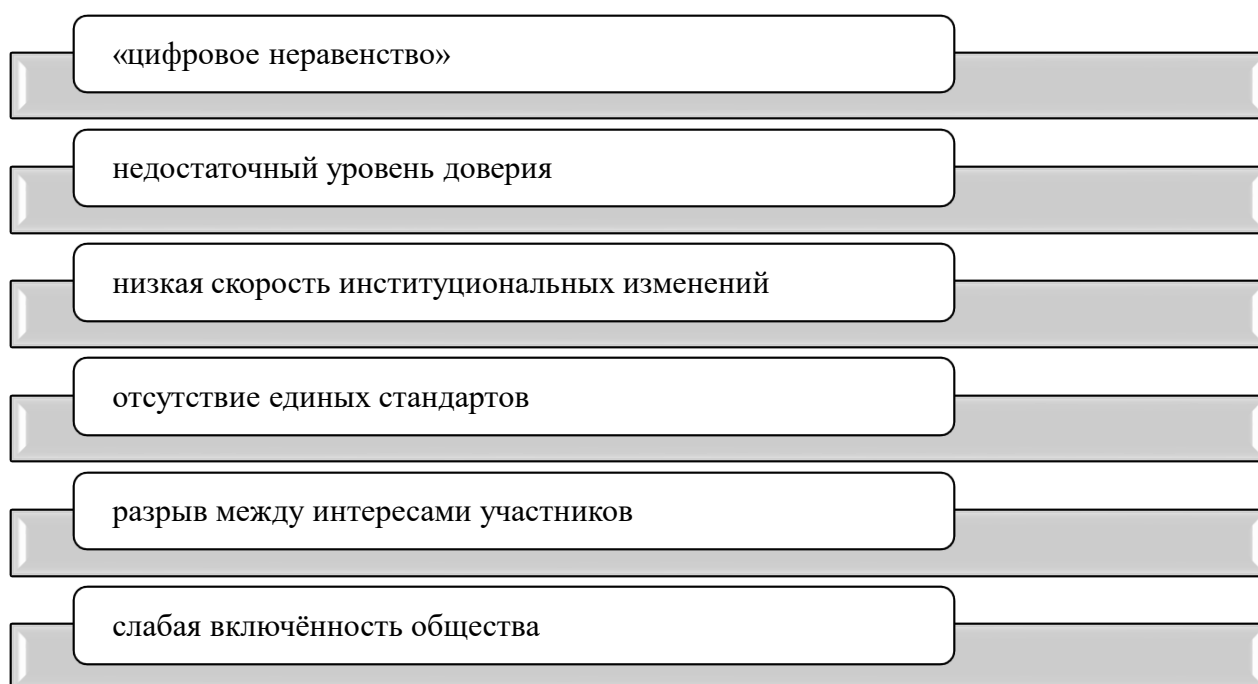 «цифровое неравенство»
недостаточный уровень доверия
низкая скорость институциональных изменений
отсутствие единых стандартов
разрыв между интересами участников
слабая включённость общества